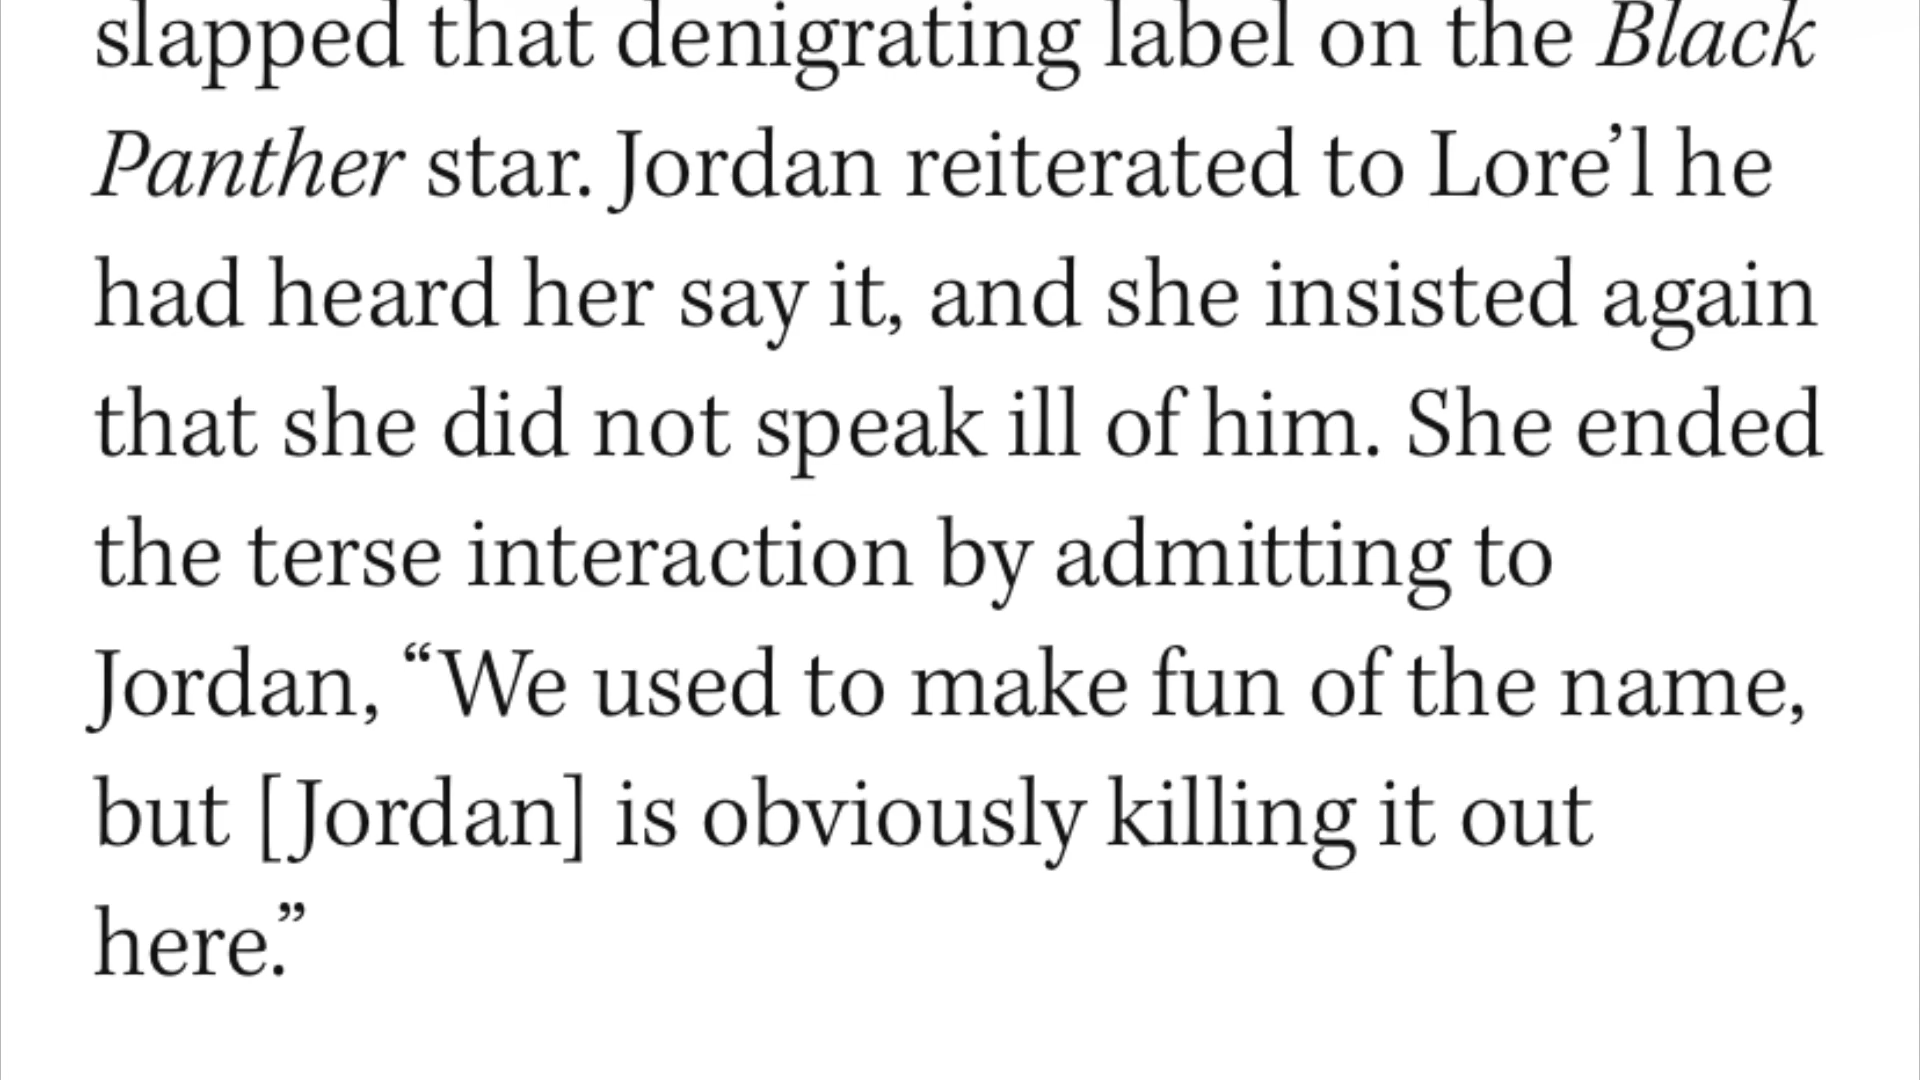 slapped that denigrating label on the Black
Panther star. Jordan reiterated to Lore’l he
had heard her say it, and she insisted again
that she did not speak ill of him. She ended
the terse interaction by admitting to
Jordan, “We used to make fun of the name,
but [Jordan] is obviously killing it out
here.”